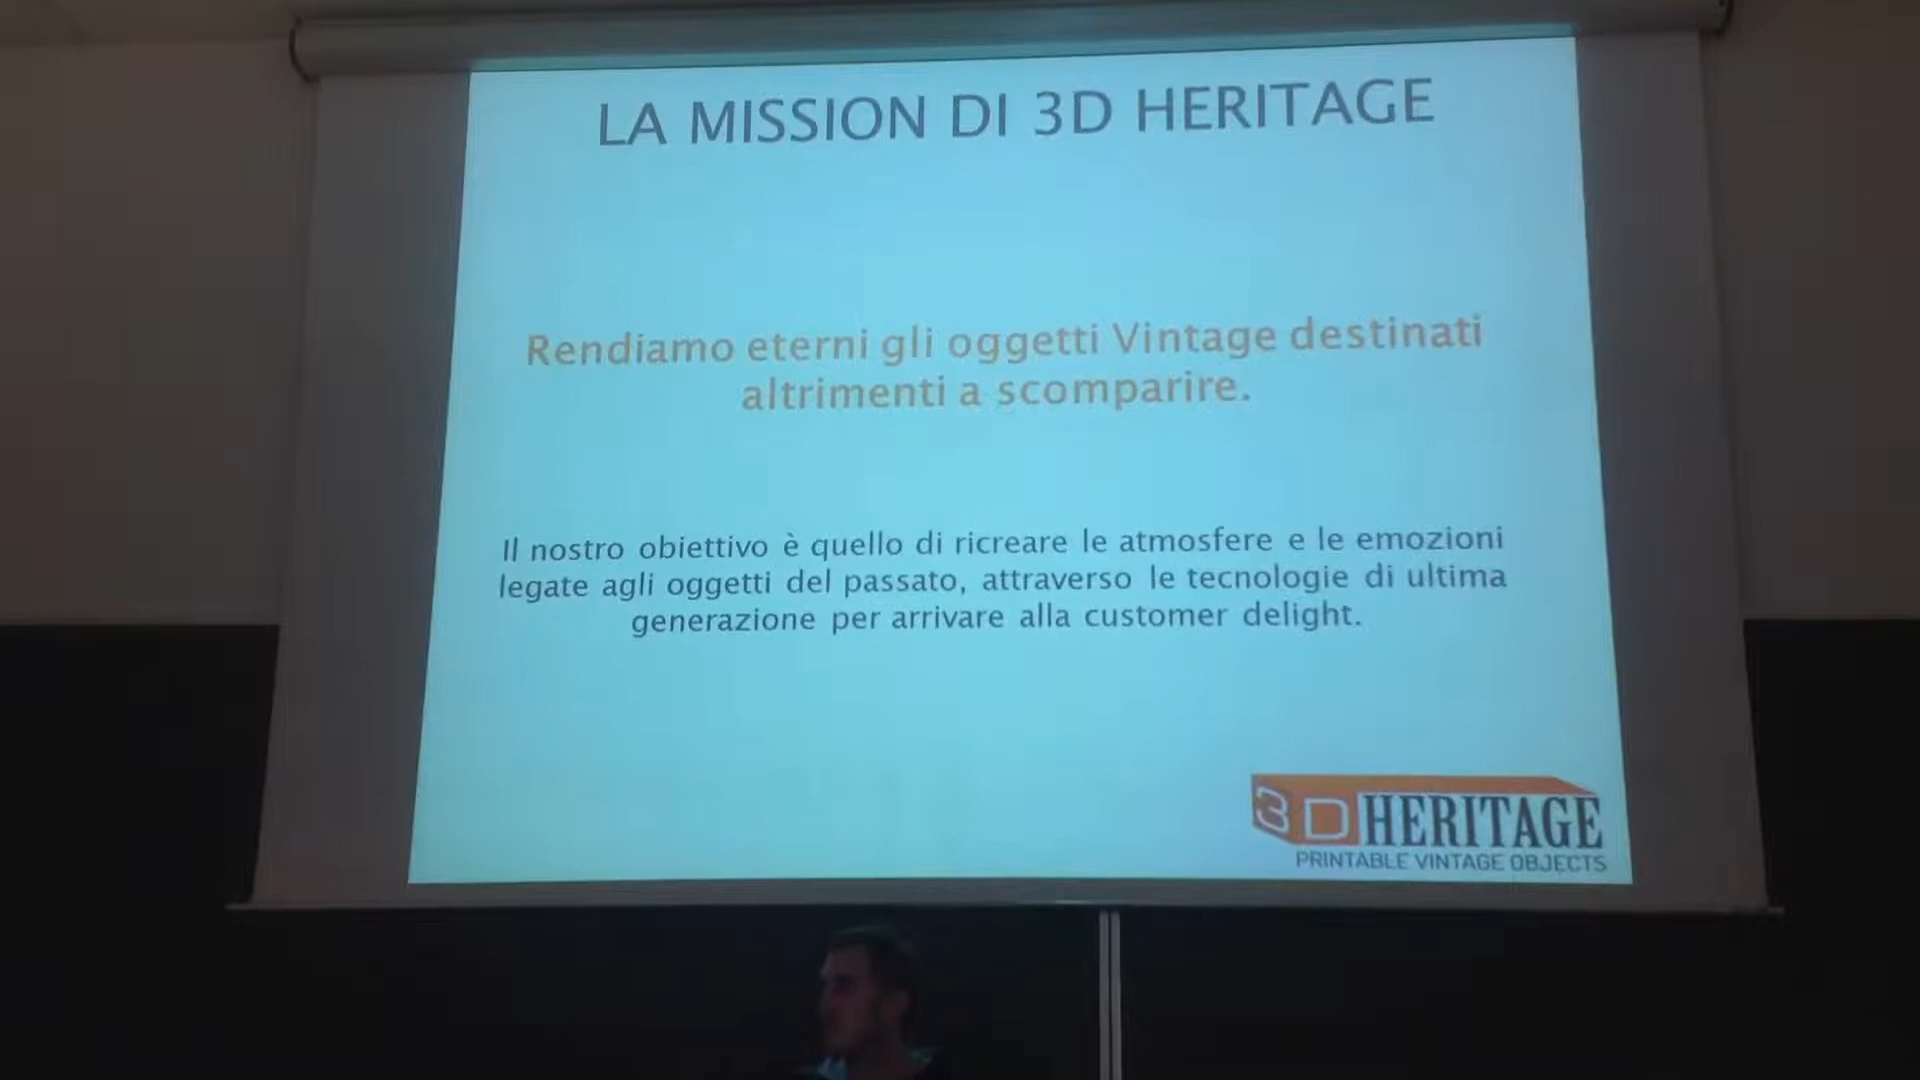 LA MISSION DI 3D HERITAGE
Rendiamo eterni gli oggetti Vintage destinati
altrimenti a scomparire.
Il nostro obiettivo è quello di ricreare le atmosfere e le emozioni
legate agli oggetti del passato, attraverso le tecnologie di ultima
generazione per arrivare alla customer delight.
3D HERITAGE
PRINTABLE VINTAGE OBJECTS